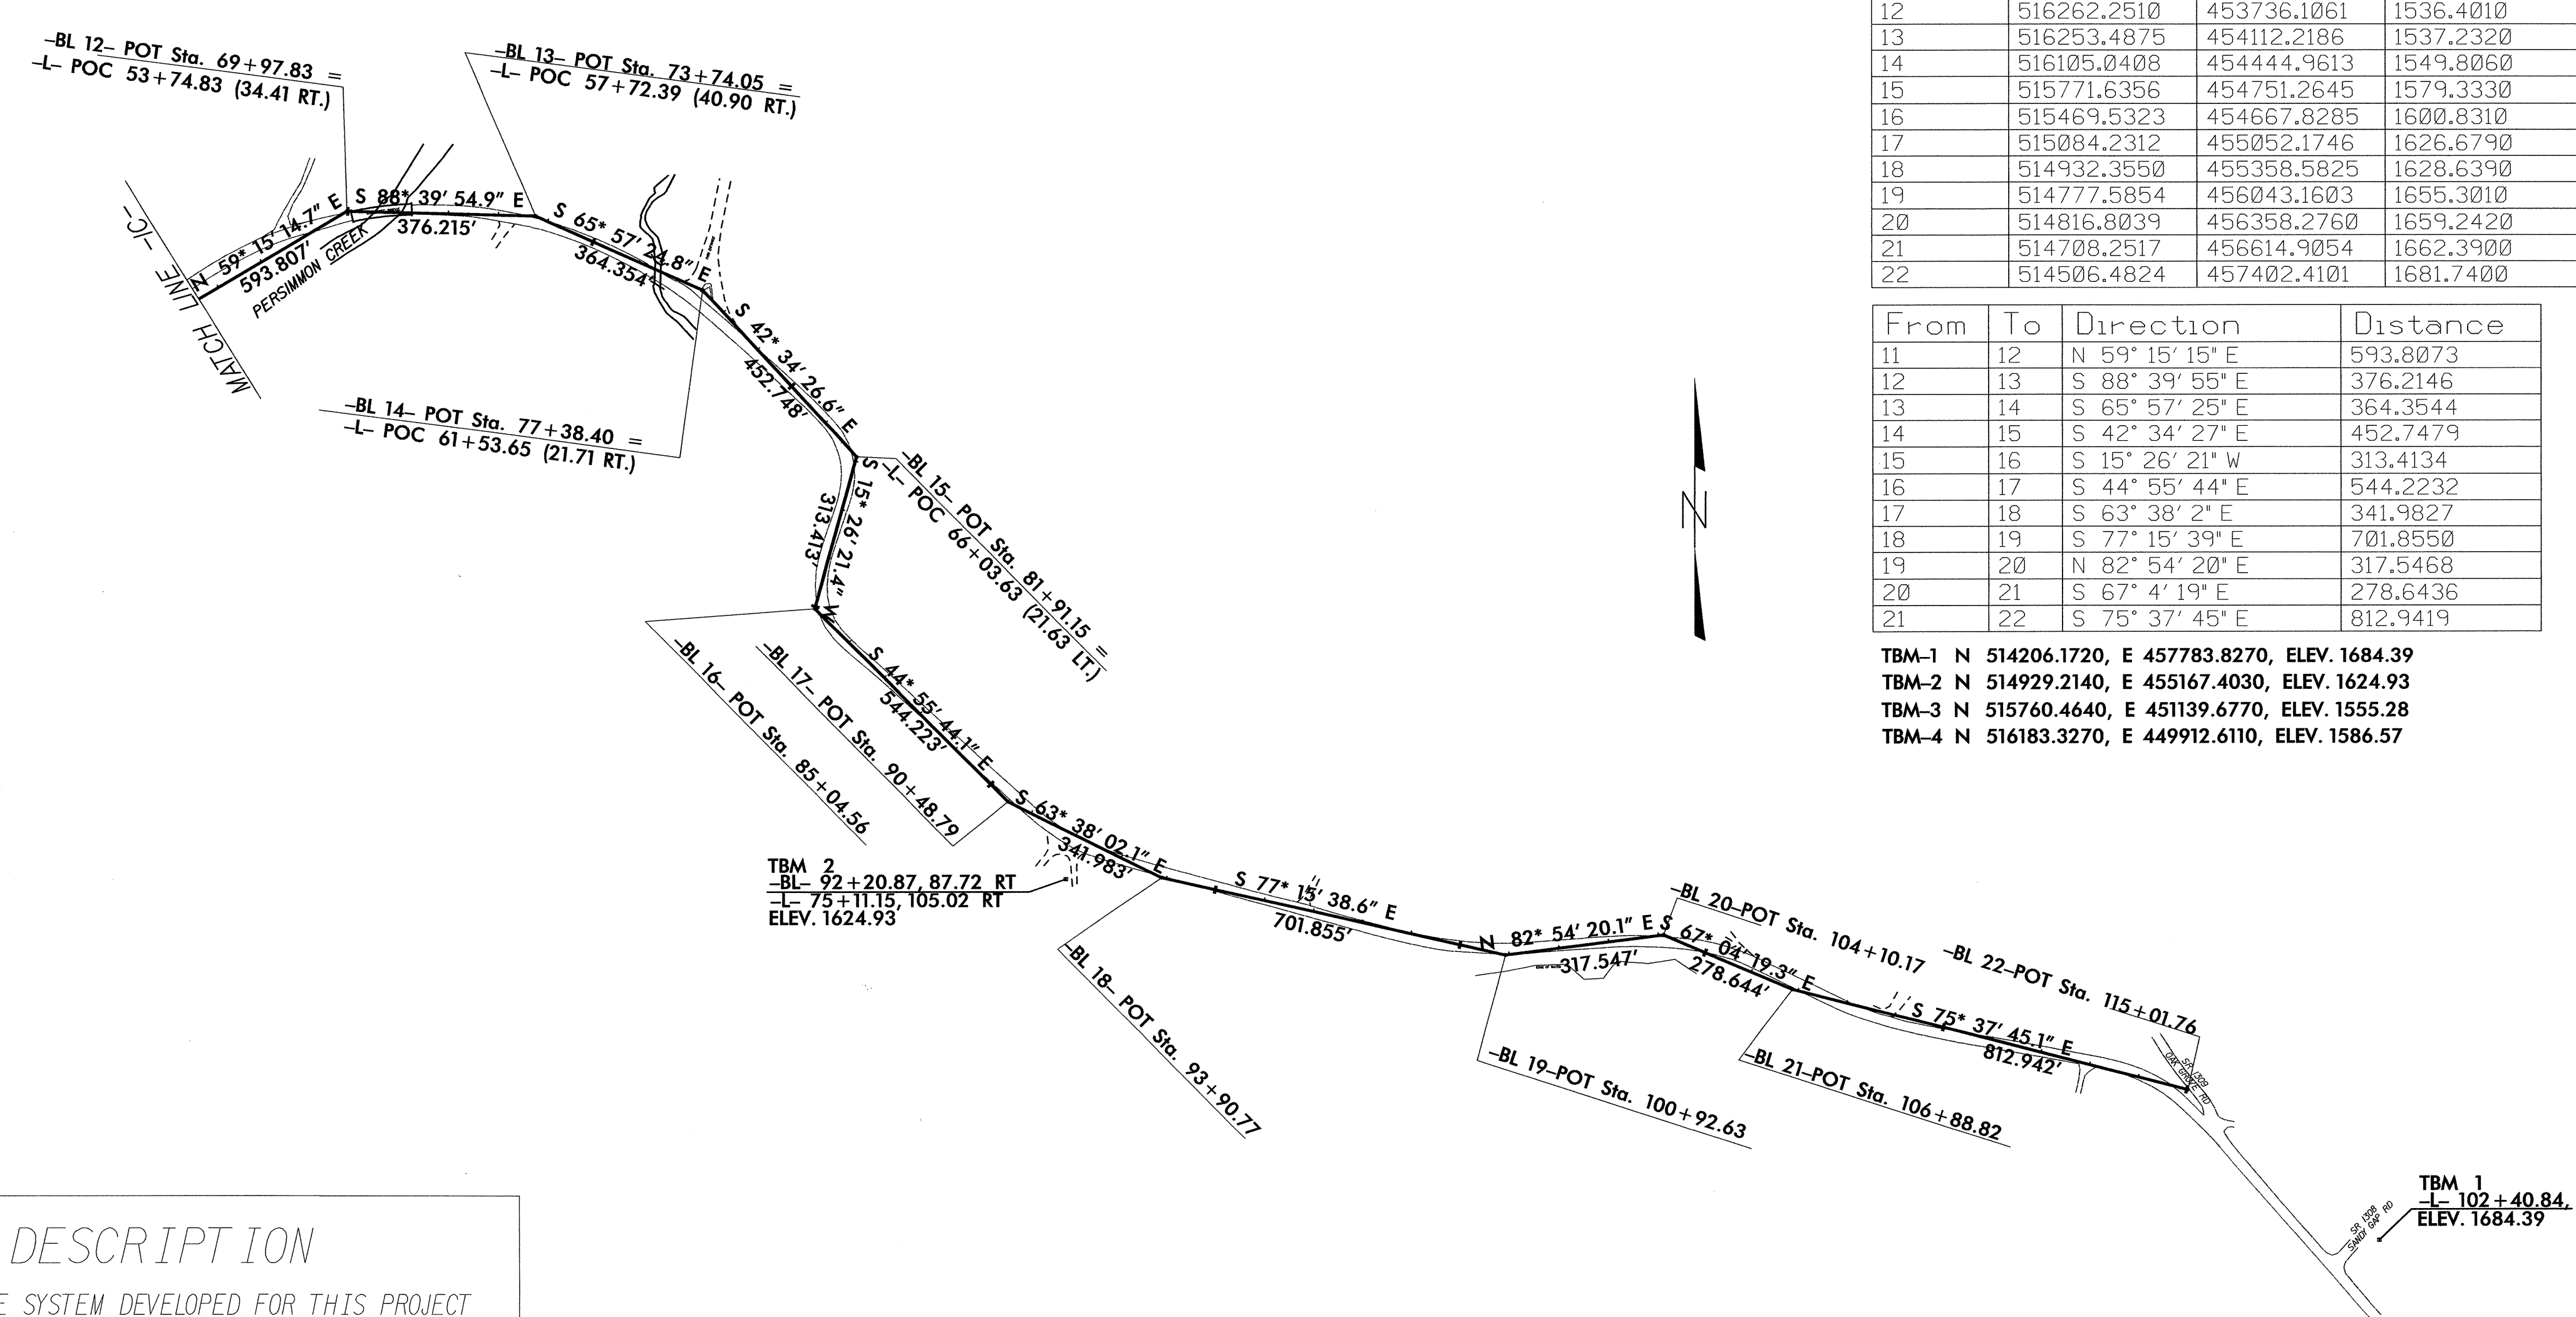 -BL 12- POT Sta. 69+97.83 =
-L- POC 53+74.83 (34.41 RT.)
-BL 13- POT Sta. 73+74.05 =
-L- POC 57+72.39 (40.90 RT.)
MATCH LINE -IC-
N 59* 15' 14.7" E
593.807'
PERSIMMON CREEK
S 88* 39' 54.9" E
376.215'
S 65* 57' 24.8" E
364.354'
S 42* 34' 26.6" E
452.748'
-BL 14- POT Sta. 77+38.40 =
-L- POC 61+53.65 (21.71 RT.)
-BL 15- POT Sta. 81+91.15 =
-L- POC 66+03.63 (21.63 LT.)
S 15* 26' 21.4" W
313.413'
-BL 16- POT Sta. 85+04.56
-BL 17- POT Sta. 90+48.79
S 44* 55' 44.1" E
544.223'
S 63* 38' 02.1" E
341.983'
TBM 2
-BL- 92+20.87, 87.72 RT
-L- 75+11.15, 105.02 RT
ELEV. 1624.93
S 77* 15' 38.6" E
701.855'
-BL 18- POT Sta. 93+90.77
N 82* 54' 20.1" E
317.547'
S 67* 04' 19.3" E
278.644'
-BL 20-POT Sta. 104+10.17
-BL 22-POT Sta. 115+01.76
-BL 19-POT Sta. 100+92.63
-BL 21-POT Sta. 106+88.82
S 75* 37' 45.1" E
812.942'
SR 1309
OAK GROVE RD
SR 1308
SANDY GAP RD
TBM 1
-L- 102+40.84,
ELEV. 1684.39
N
12 516262.2510 453736.1061 1536.4010
13 516253.4875 454112.2186 1537.2320
14 516105.0408 454444.9613 1549.8060
15 515771.6356 454751.2645 1579.3330
16 515469.5323 454667.8285 1600.8310
17 515084.2312 455052.1746 1626.6790
18 514932.3550 455358.5825 1628.6390
19 514777.5854 456043.1603 1655.3010
20 514816.8039 456358.2760 1659.2420
21 514708.2517 456614.9054 1662.3900
22 514506.4824 457402.4101 1681.7400
From To Direction Distance
11 12 N 59° 15' 15" E 593.8073
12 13 S 88° 39' 55" E 376.2146
13 14 S 65° 57' 25" E 364.3544
14 15 S 42° 34' 27" E 452.7479
15 16 S 15° 26' 21" W 313.4134
16 17 S 44° 55' 44" E 544.2232
17 18 S 63° 38' 2" E 341.9827
18 19 S 77° 15' 39" E 701.8550
19 20 N 82° 54' 20" E 317.5468
20 21 S 67° 4' 19" E 278.6436
21 22 S 75° 37' 45" E 812.9419
TBM-1 N 514206.1720, E 457783.8270, ELEV. 1684.39
TBM-2 N 514929.2140, E 455167.4030, ELEV. 1624.93
TBM-3 N 515760.4640, E 451139.6770, ELEV. 1555.28
TBM-4 N 516183.3270, E 449912.6110, ELEV. 1586.57
DESCRIPTION
E SYSTEM DEVELOPED FOR THIS PROJECT